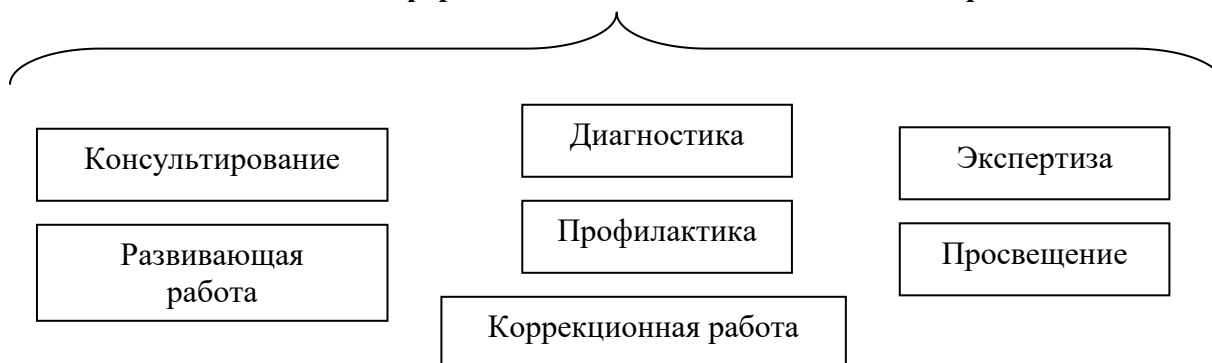 Консультирование
Развивающая
работа
Диагностика
Профилактика
Коррекционная работа
Экспертиза
Просвещение